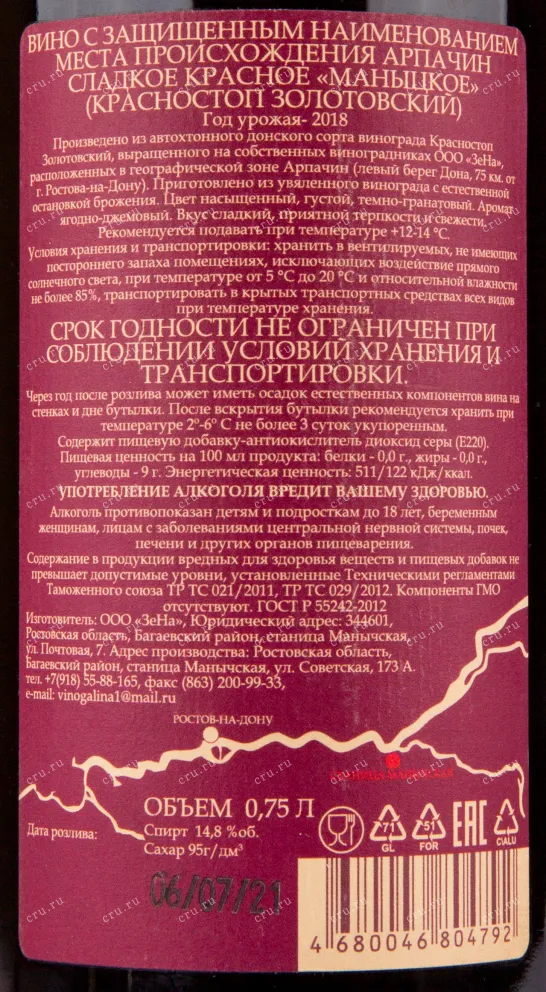 ВИНО С ЗАЩИЩЕННЫМ НАИМЕНОВАНИЕМ
МЕСТА ПРОИСХОЖДЕНИЯ АРПАЧИН
СЛАДКОЕ КРАСНОЕ «МАНЫЦКОЕ»
(КРАСНОСТОП ЗОЛОТОВСКИЙ)
Год урожая- 2018
Произведено из автохтонного донского сорта винограда Красностоп
Золотовский, выращенного на собственных виноградниках ООО «ЗеНа»,
расположенных в географической зоне Арпачин (левый берег Дона, 75 км. от
г. Ростова-на-Дону). Приготовлено из увяленного винограда с естественной
остановкой брожения. Цвет насыщенный, густой, темно-гранатовый. Аромат
ягодно-джемовый. Вкус сладкий, приятной терпкости и свежести.
Рекомендуется подавать при температуре +12-14 °С.
Условия хранения и транспортировки: хранить в вентилируемых, не имеющих
постороннего запаха помещениях, исключающих воздействие прямого
солнечного света, при температуре от 5 °С до 20 °С и относительной влажности
не более 85%, транспортировать в крытых транспортных средствах всех видов
при температуре хранения.
СРОК ГОДНОСТИ НЕ ОГРАНИЧЕН ПРИ
СОБЛЮДЕНИИ УСЛОВИЙ ХРАНЕНИЯ И
ТРАНСПОРТИРОВКИ.
Через год после розлива может иметь осадок естественных компонентов вина на
стенках и дне бутылки. После вскрытия бутылки рекомендуется хранить при
температуре 2°-6° С не более 3 суток укупоренным.
Содержит пищевую добавку-антиокислитель диоксид серы (Е220).
Пищевая ценность на 100 мл продукта: белки - 0,0 г., жиры - 0,0 г.,
углеводы - 9 г. Энергетическая ценность: 511/122 кДж/ккал.
УПОТРЕБЛЕНИЕ АЛКОГОЛЯ ВРЕДИТ ВАШЕМУ ЗДОРОВЬЮ.
Алкоголь противопоказан детям и подросткам до 18 лет, беременным
женщинам, лицам с заболеваниями центральной нервной системы, почек,
печени и других органов пищеварения.
Содержание в продукции вредных для здоровья веществ и пищевых добавок не
превышает допустимые уровни, установленные Техническими регламентами
Таможенного союза ТР ТС 021/2011, ТР ТС 029/2012. Компоненты ГМО
отсутствуют. ГОСТ Р 55242-2012
Изготовитель: ООО «ЗеНа», Юридический адрес: 344601,
Ростовская область, Багаевский район, станица Манычская,
ул. Почтовая, 7. Адрес производства: Ростовская область,
Багаевский район, станица Манычская, ул. Советская, 173 А.
тел. +7(918) 55-88-165, факс (863) 200-99-33,
e-mail: vinogalina1@mail.ru
РОСТОВ-НА-ДОНУ
СТАНИЦА МАНЫЧСКАЯ
ОБЪЕМ 0,75 Л
Дата розлива:
Спирт 14,8 %об.
Сахар 95г/дм³
06/07/21
71
GL
51
FOR
ЕАС
C\ALU
4 680046 804792
cru.ru